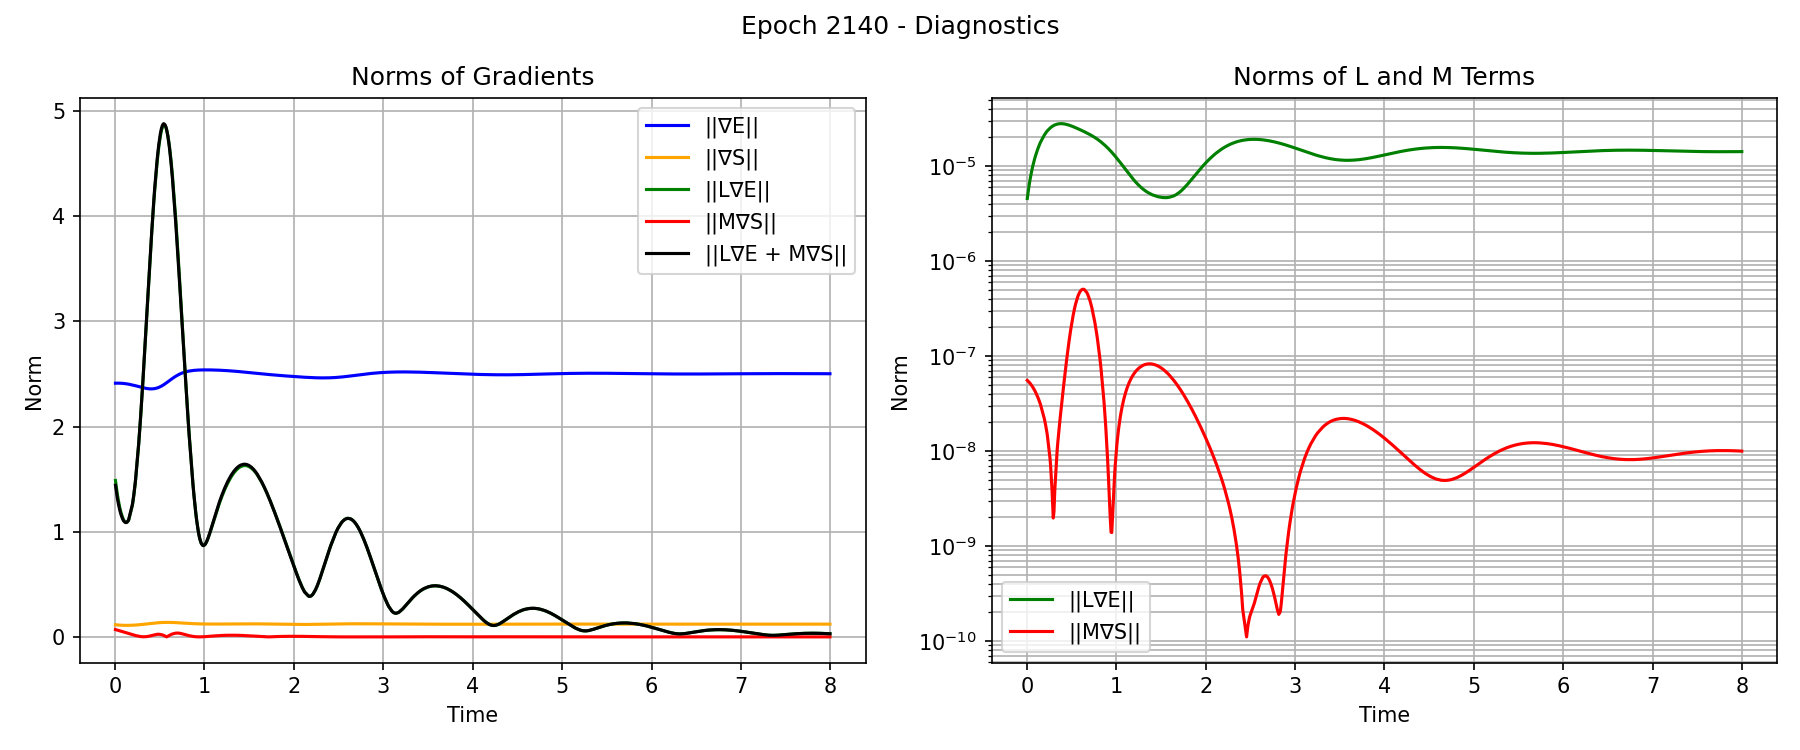 Epoch 2140 - Diagnostics
Norms of Gradients
5
4
3
2
1
0
Norm
0 1 2 3 4 5 6 7 8
Time
||∇E||
||∇S||
||L∇E||
||M∇S||
||L∇E + M∇S||
Norms of L and M Terms
10⁻⁵
10⁻⁶
10⁻⁷
10⁻⁸
10⁻⁹
10⁻¹⁰
Norm
||L∇E||
||M∇S||
0 1 2 3 4 5 6 7 8
Time